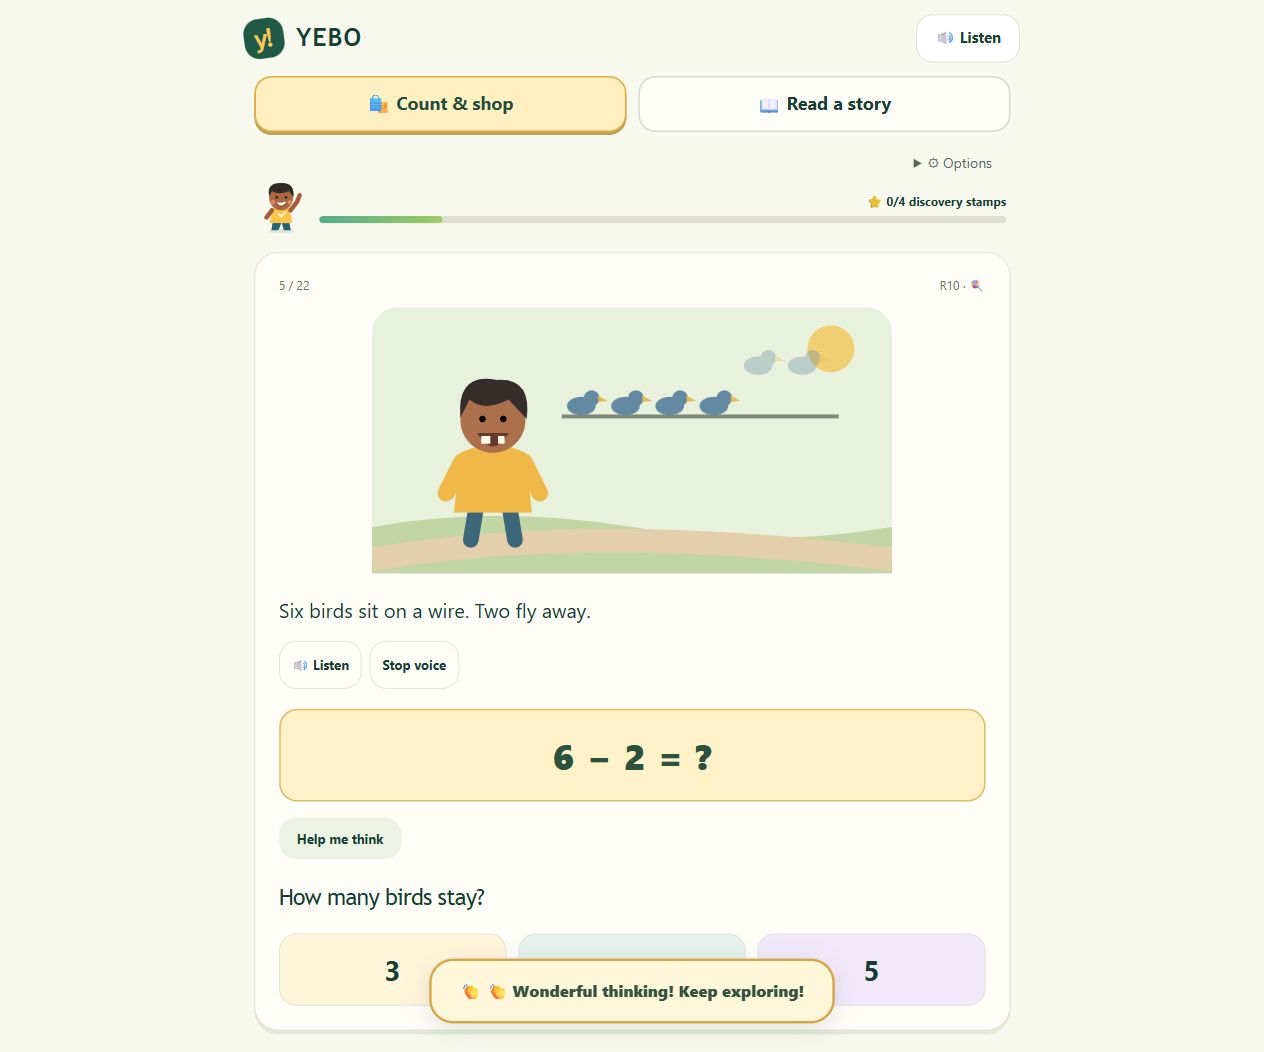 y! YEBO
Listen
Count & shop
Read a story
Options
0/4 discovery stamps
5 / 22
R10 ·
Six birds sit on a wire. Two fly away.
Listen
Stop voice
6 – 2 = ?
Help me think
How many birds stay?
3
5
Wonderful thinking! Keep exploring!